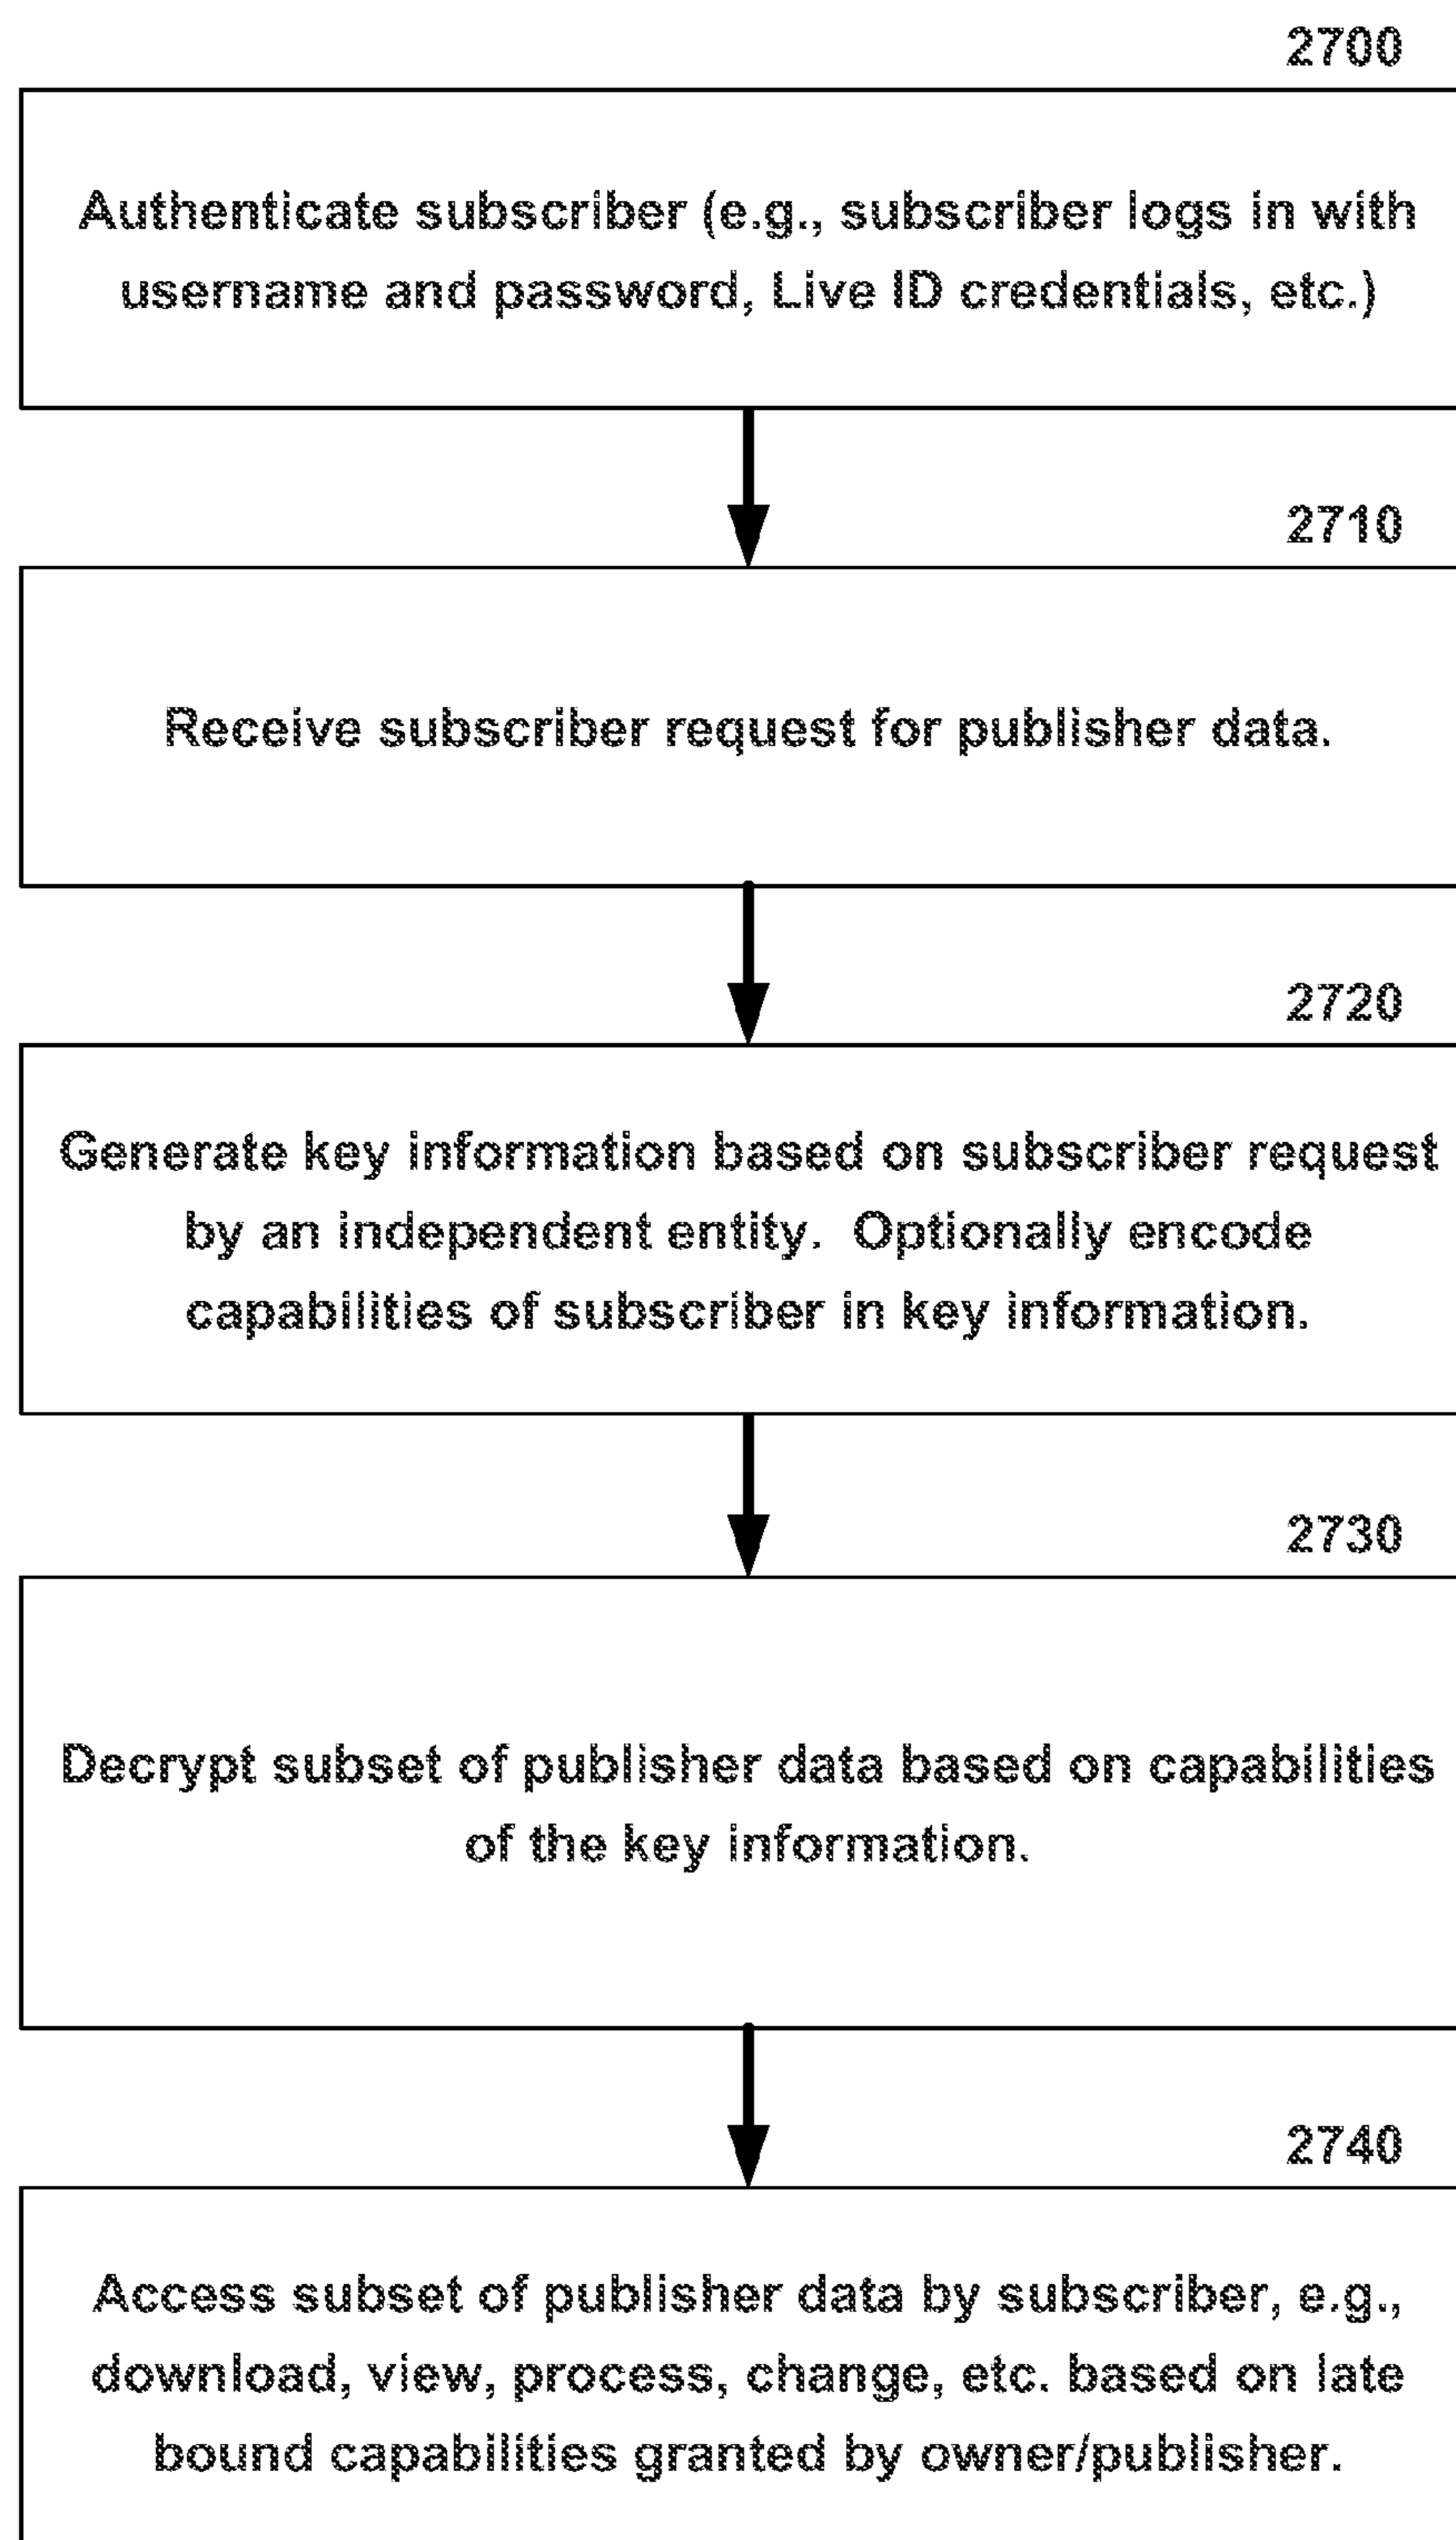 2700
Authenticate subscriber (e.g., subscriber logs in with
username and password, Live ID credentials, etc.)
2710
Receive subscriber request for publisher data.
2720
Generate key information based on subscriber request
by an independent entity.  Optionally encode
capabilities of subscriber in key information.
2730
Decrypt subset of publisher data based on capabilities
of the key information.
2740
Access subset of publisher data by subscriber, e.g.,
download, view, process, change, etc. based on late
bound capabilities granted by owner/publisher.